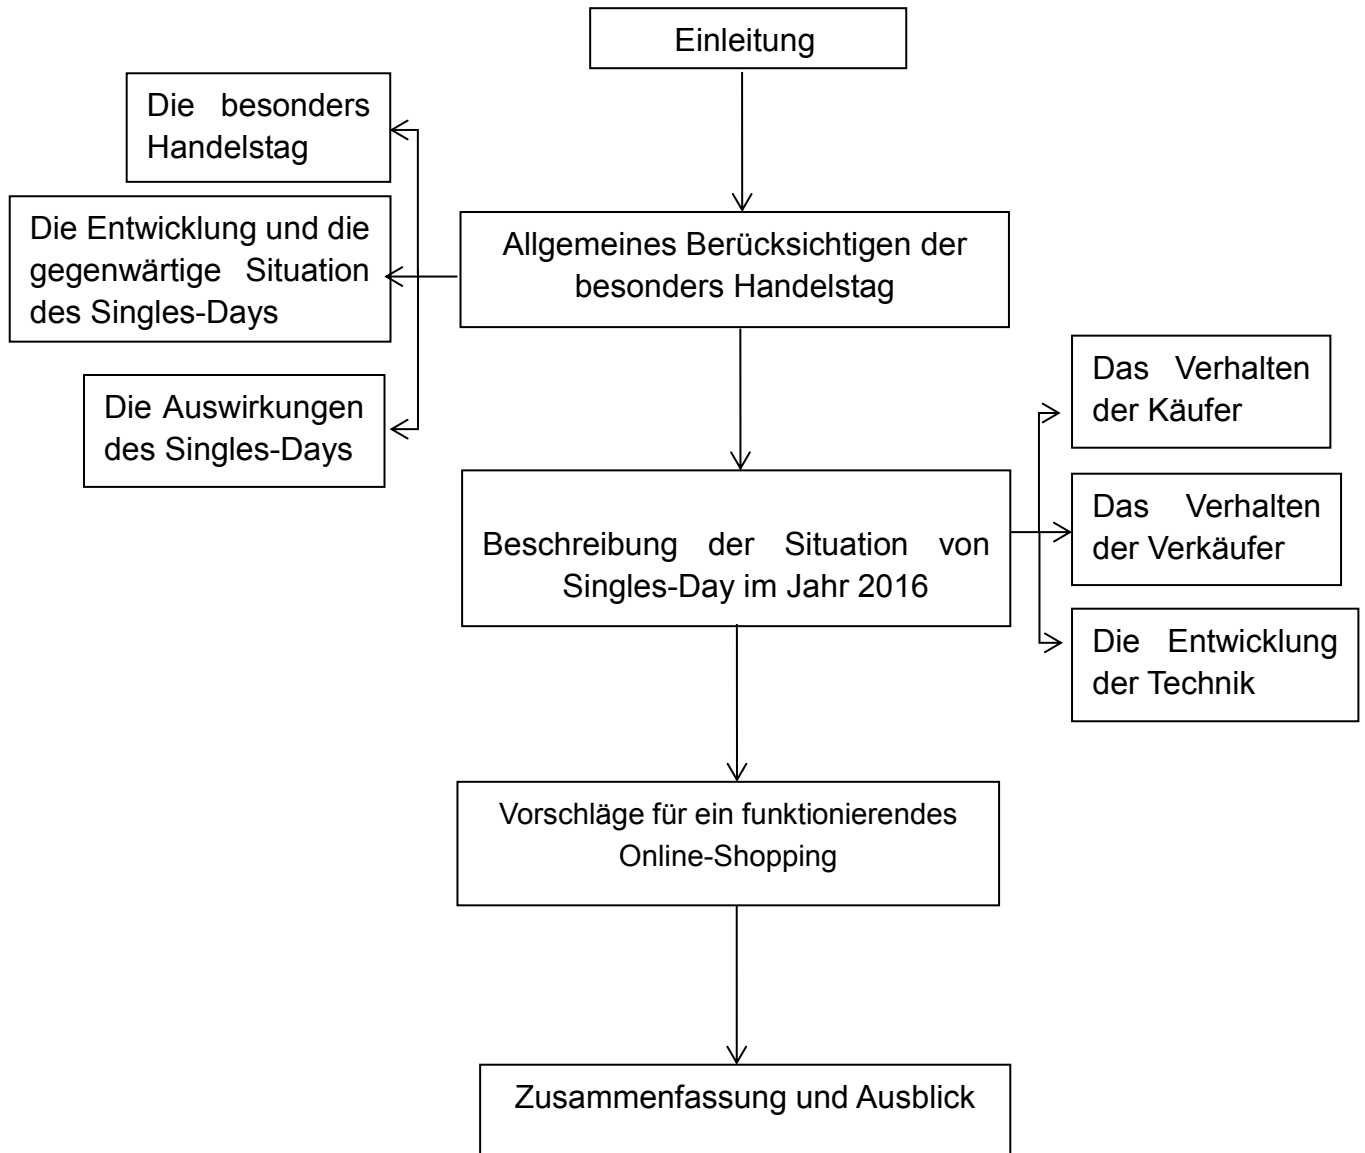 Einleitung
Die besonders
Handelstag
Die Entwicklung und die
gegenwärtige Situation
des Singles-Days
Die Auswirkungen
des Singles-Days
Allgemeines Berücksichtigen der
besonders Handelstag
Das Verhalten
der Käufer
Das Verhalten
der Verkäufer
Die Entwicklung
der Technik
Beschreibung der Situation von
Singles-Day im Jahr 2016
Vorschläge für ein funktionierendes
Online-Shopping
Zusammenfassung und Ausblick